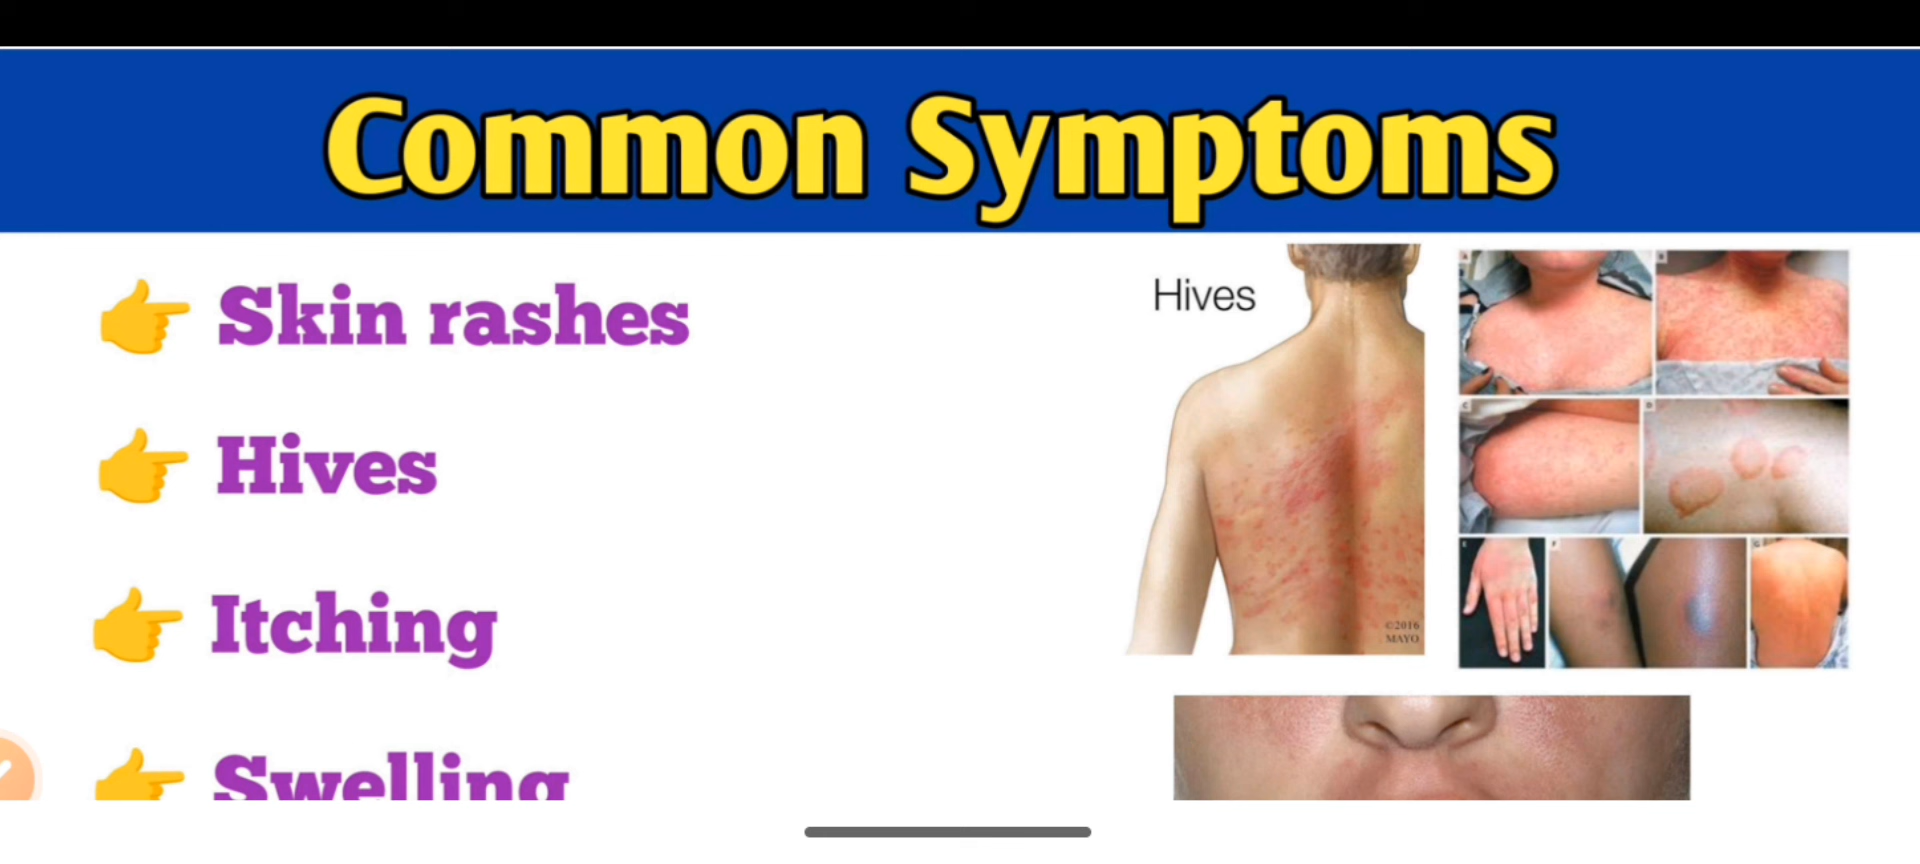 Common Symptoms
👉 Skin rashes
👉 Hives
👉 Itching
👉 Swelling
Hives
©2016
MAYO
A
B
C
D
E
F
G